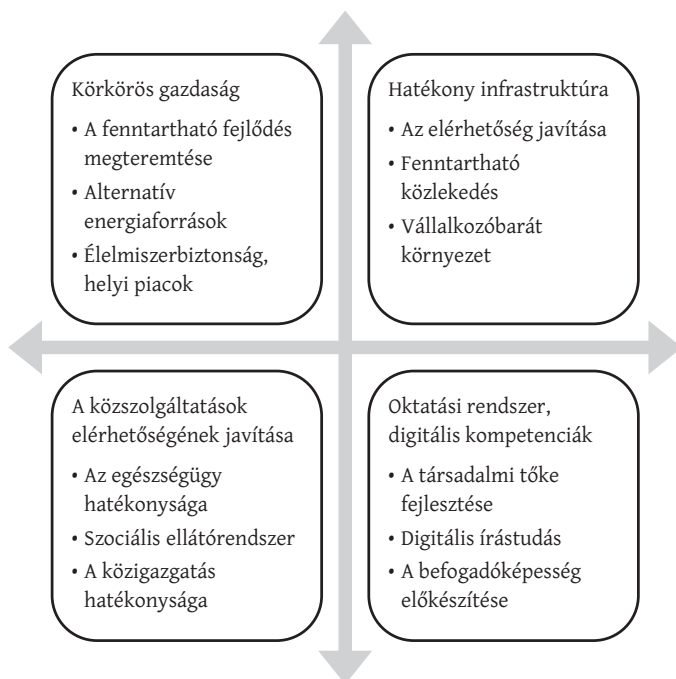 Körkörös gazdaság
• A fenntartható fejlődés
megteremtése
• Alternatív
energiaforrások
• Élelmiszerbiztonság,
helyi piacok
Hatékony infrastruktúra
• Az elérhetőség javítása
• Fenntartható
közlekedés
• Vállalkozóbarát
környezet
A közszolgáltatások
elérhetőségének javítása
• Az egészségügy
hatékonysága
• Szociális ellátórendszer
• A közigazgatás
hatékonysága
Oktatási rendszer,
digitális kompetenciák
• A társadalmi tőke
fejlesztése
• Digitális írástudás
• A befogadóképesség
előkészítése